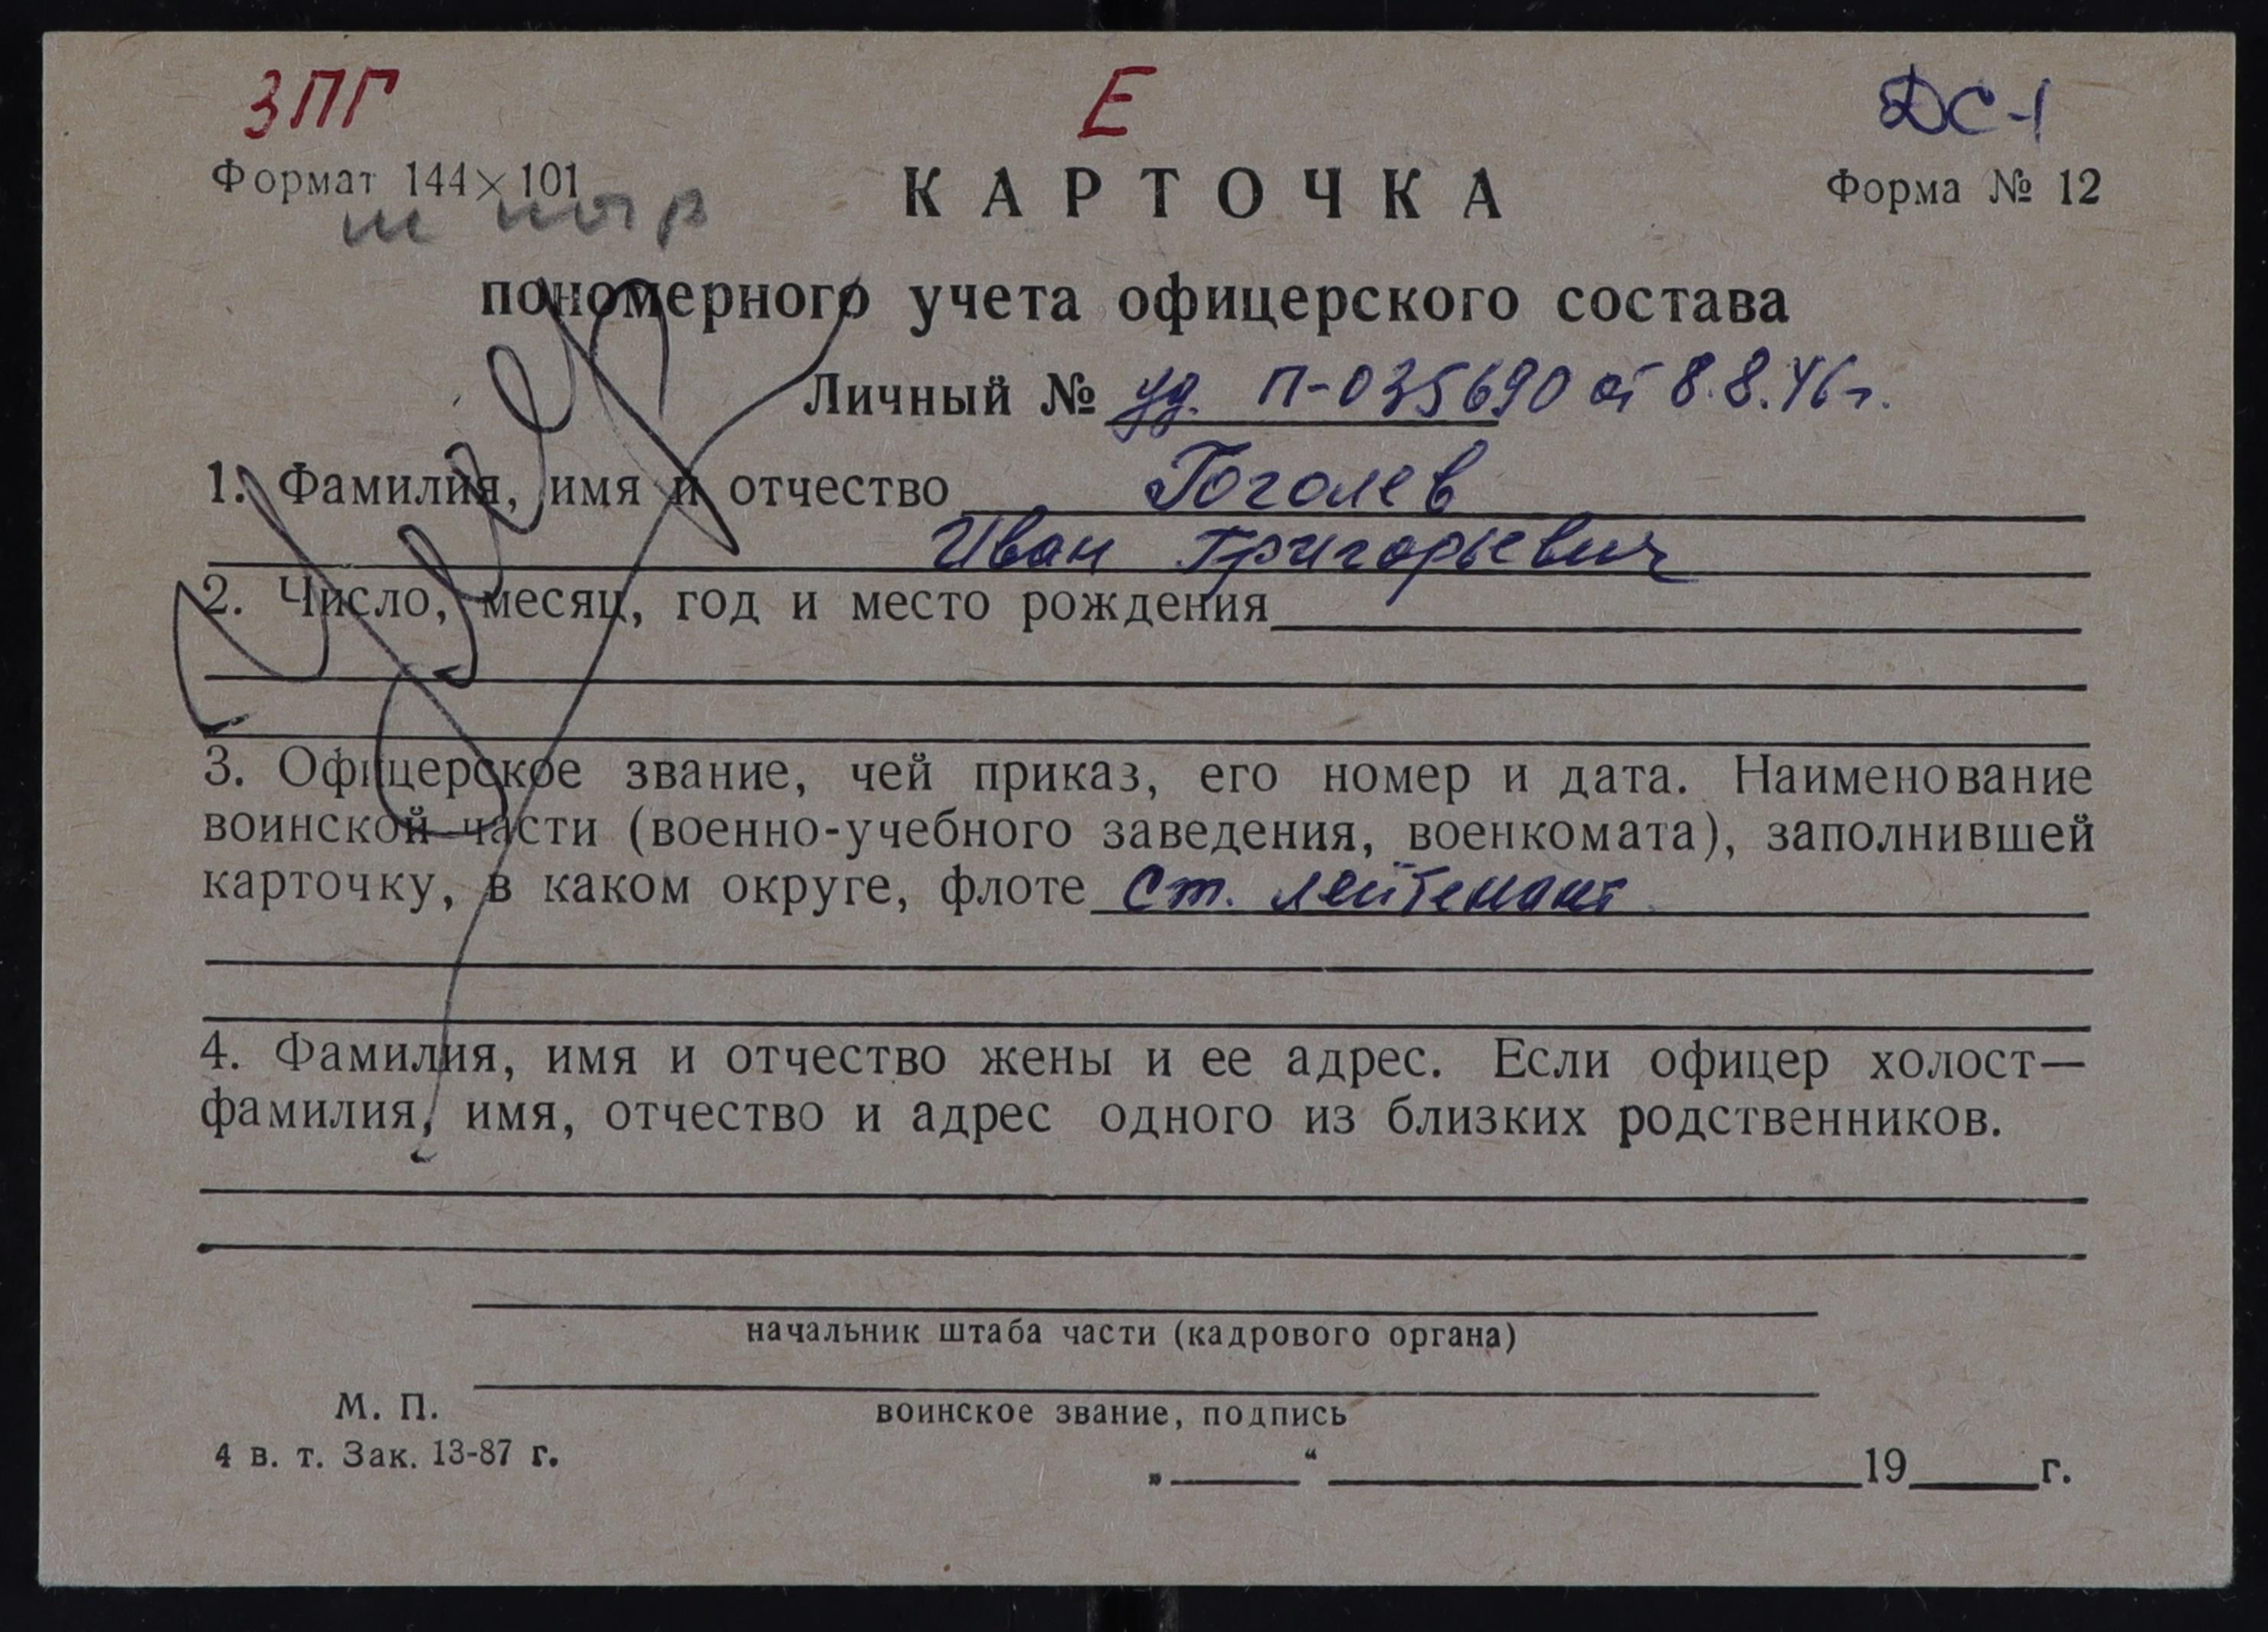 ЗПГ Е ДС-1
Формат 144×101 КАРТОЧКА Форма № 12
пономерного учета офицерского состава
Личный № уд. П-035690 от 8.8.46 г.
1. Фамилия, имя и отчество Гоголев
Иван Григорьевич
2. Число, месяц, год и место рождения
3. Офицерское звание, чей приказ, его номер и дата. Наименование
воинской части (военно-учебного заведения, военкомата), заполнившей
карточку, в каком округе, флоте Ст. лейтенант
4. Фамилия, имя и отчество жены и ее адрес. Если офицер холост—
фамилия, имя, отчество и адрес одного из близких родственников.
начальник штаба части (кадрового органа)
М. П.
воинское звание, подпись
4 в. т. Зак. 13-87 г.
„ “ 19 г.